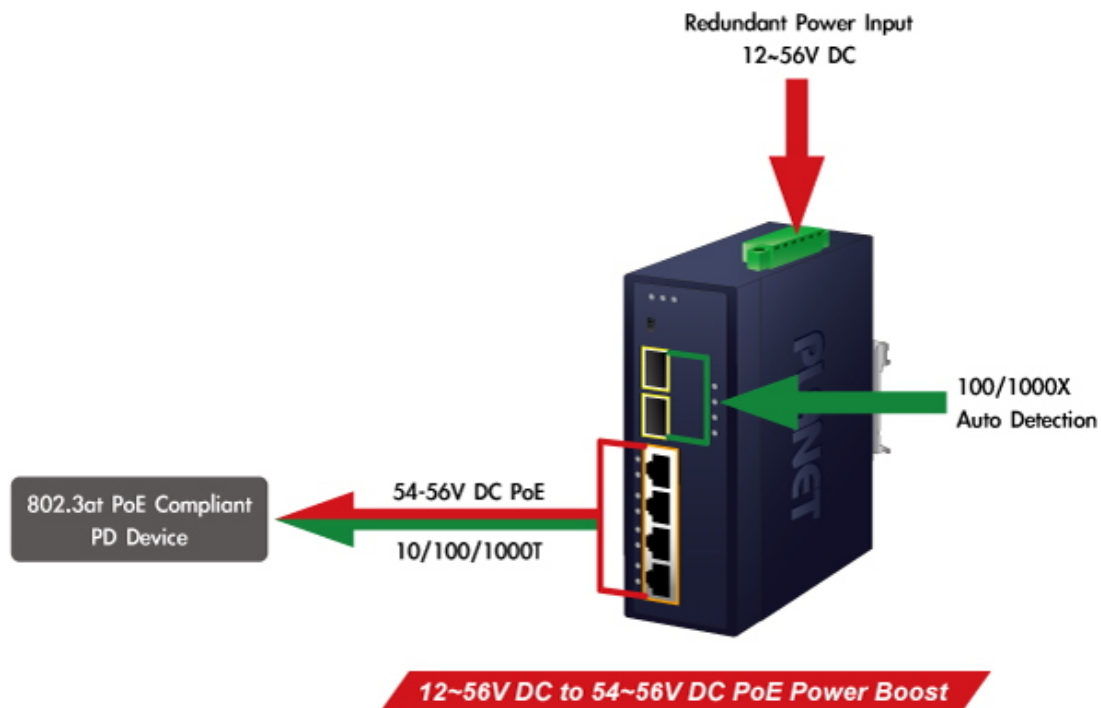 Redundant Power Input
12~56V DC
100/1000X
Auto Detection
PLANET
54-56V DC PoE
10/100/1000T
802.3at PoE Compliant
PD Device
12~56V DC to 54~56V DC PoE Power Boost